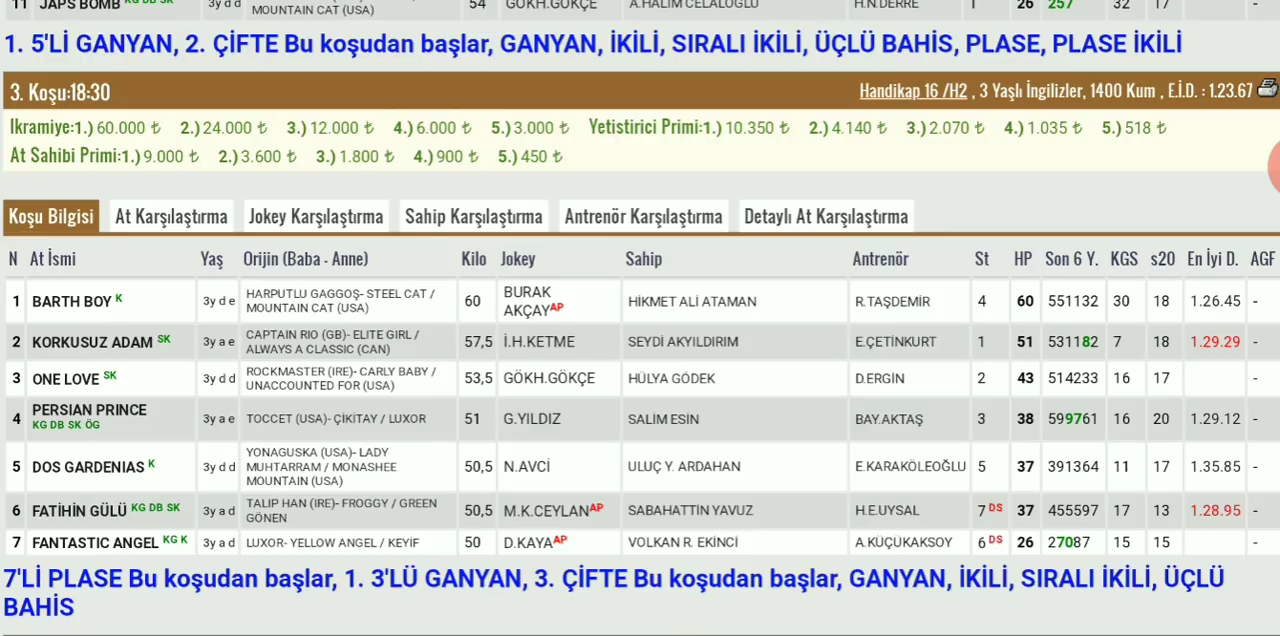 11 JAPS BOMB KG DB SK 3y d d MOUNTAIN CAT (USA) 54 GÖKH.GÖKÇE A.HALİM CELALOĞLU H.N.DERRE 1 26 257 32 17 -
1. 5'Lİ GANYAN, 2. ÇİFTE Bu koşudan başlar, GANYAN, İKİLİ, SIRALI İKİLİ, ÜÇLÜ BAHİS, PLASE, PLASE İKİLİ
3. Koşu:18:30 Handikap 16 /H2 , 3 Yaşlı İngilizler, 1400 Kum , E.İ.D. : 1.23.67
Ikramiye:1.) 60.000 ₺ 2.) 24.000 ₺ 3.) 12.000 ₺ 4.) 6.000 ₺ 5.) 3.000 ₺ Yetistirici Primi:1.) 10.350 ₺ 2.) 4.140 ₺ 3.) 2.070 ₺ 4.) 1.035 ₺ 5.) 518 ₺
At Sahibi Primi:1.) 9.000 ₺ 2.) 3.600 ₺ 3.) 1.800 ₺ 4.) 900 ₺ 5.) 450 ₺
Koşu Bilgisi At Karşılaştırma Jokey Karşılaştırma Sahip Karşılaştırma Antrenör Karşılaştırma Detaylı At Karşılaştırma
N At İsmi Yaş Orijin (Baba - Anne) Kilo Jokey Sahip Antrenör St HP Son 6 Y. KGS s20 En İyi D. AGF
1 BARTH BOY K 3y d e HARPUTLU GAGGOŞ- STEEL CAT / MOUNTAIN CAT (USA) 60 BURAK AKÇAY AP HİKMET ALİ ATAMAN R.TAŞDEMİR 4 60 551132 30 18 1.26.45 -
2 KORKUSUZ ADAM SK 3y a e CAPTAIN RIO (GB)- ELITE GIRL / ALWAYS A CLASSIC (CAN) 57,5 İ.H.KETME SEYDİ AKYILDIRIM E.ÇETİNKURT 1 51 531182 7 18 1.29.29 -
3 ONE LOVE SK 3y d d ROCKMASTER (IRE)- CARLY BABY / UNACCOUNTED FOR (USA) 53,5 GÖKH.GÖKÇE HÜLYA GÖDEK D.ERGİN 2 43 514233 16 17 -
4 PERSIAN PRINCE KG DB SK ÖG 3y a e TOCCET (USA)- ÇİKİTAY / LUXOR 51 G.YILDIZ SALİM ESİN BAY.AKTAŞ 3 38 599761 16 20 1.29.12 -
5 DOS GARDENIAS K 3y d d YONAGUSKA (USA)- LADY MUHTARRAM / MONASHEE MOUNTAIN (USA) 50,5 N.AVCİ ULUÇ Y. ARDAHAN E.KARAKÖLEOĞLU 5 37 391364 11 17 1.35.85 -
6 FATİHİN GÜLÜ KG DB SK 3y a d TALIP HAN (IRE)- FROGGY / GREEN GÖNEN 50,5 M.K.CEYLAN AP SABAHATTİN YAVUZ H.E.UYSAL 7 DS 37 455597 17 13 1.28.95 -
7 FANTASTIC ANGEL KG K 3y a d LUXOR- YELLOW ANGEL / KEYİF 50 D.KAYA AP VOLKAN R. EKİNCİ A.KÜÇÜKAKSOY 6 DS 26 27087 15 15 -
7'Lİ PLASE Bu koşudan başlar, 1. 3'LÜ GANYAN, 3. ÇİFTE Bu koşudan başlar, GANYAN, İKİLİ, SIRALI İKİLİ, ÜÇLÜ
BAHİS